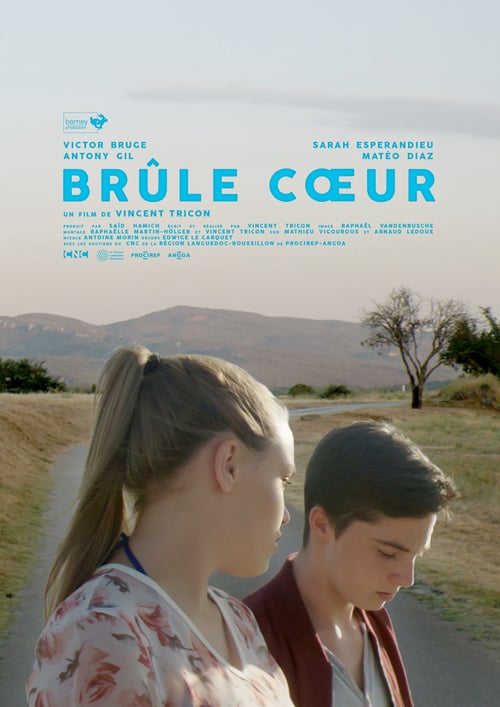 barney
production
VICTOR BRUGE
SARAH ESPERANDIEU
ANTONY GIL
MATÉO DIAZ
BRÛLE CŒUR
UN FILM DE VINCENT TRICON
PRODUIT PAR SAÏD HAMICH ÉCRIT ET RÉALISÉ PAR VINCENT TRICON IMAGE RAPHAËL VANDENBUSSCHE
MONTAGE RAPHAËLLE MARTIN-HÖLGER ET VINCENT TRICON SON MATHIEU VIGOUROUX ET ARNAUD LEDOUX
MIXAGE ANTOINE MORIN DÉCORS EDWIGE LE CARQUET
AVEC LES SOUTIENS DU CNC DE LA RÉGION LANGUEDOC-ROUSSILLON DE PROCIREP-ANGOA
CNC
PROCIREP
ANGOA